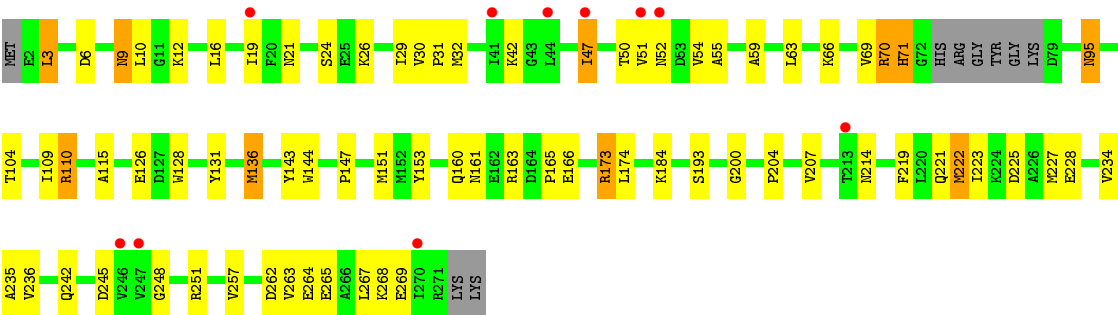 MET E2 L3 D6 N9 L10 G11 K12 L16 I19 F20 N21 S24 E25 K26 I29 V30 P31 M32 I41 K42 G43 L44 I47 T50 V51 N52 D53 V54 A55 A59 L63 K66 V69 R70 H71 G72 HIS ARG GLY TYR GLY LYS D79 N95
T104 I109 R110 A115 E126 D127 W128 Y131 M136 Y143 W144 P147 M151 M152 Y153 Q160 N161 E162 R163 D164 P165 E166 R173 L174 K184 S193 G200 P204 V207 T213 N214 F219 L220 Q221 M222 I223 K224 D225 A226 M227 E228 V234
A235 V236 Q242 D245 V246 V247 G248 R251 V257 D262 V263 E264 E265 A266 L267 K268 E269 I270 R271 LYS LYS